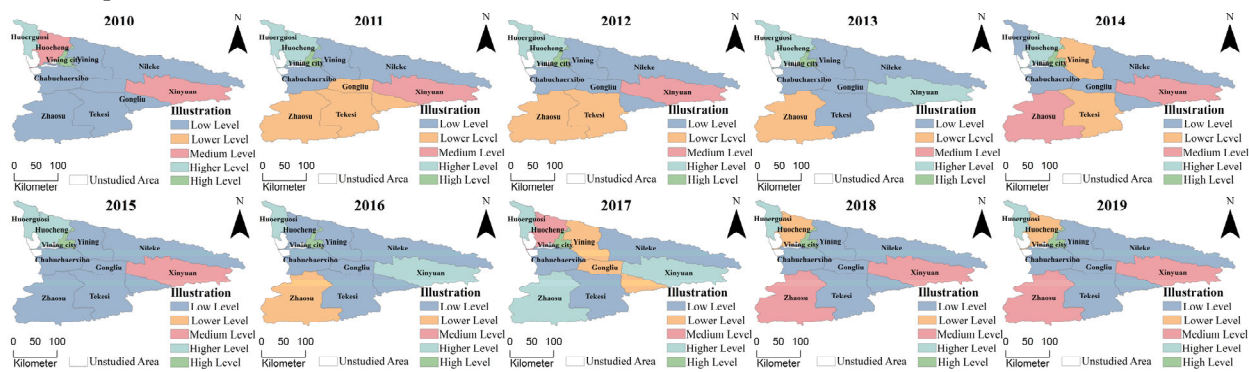 2010
N
Huoerguosi
Huocheng
Yining city Yining
Nileke
Chabuchaerxibo
Xinyuan
Gongliu
Zhaosu
Tekesi
Illustration
Low Level
Lower Level
Medium Level
Higher Level
High Level
0 50 100
Kilometer
Unstudied Area
2011
N
Huoerguosi
Huocheng
Yining city
Yining
Nileke
Chabuchaerxibo
Gongliu
Xinyuan
Zhaosu
Tekesi
Illustration
Low Level
Lower Level
Medium Level
Higher Level
High Level
0 50 100
Kilometer
Unstudied Area
2012
N
Huoerguosi
Huocheng
Yining city
Yining
Nileke
Chabuchaerxibo
Gongliu
Xinyuan
Zhaosu
Tekesi
Illustration
Low Level
Lower Level
Medium Level
Higher Level
High Level
0 50 100
Kilometer
Unstudied Area
2013
N
Huoerguosi
Huocheng
Yining city
Yining
Nileke
Chabuchaerxibo
Gongliu
Xinyuan
Zhaosu
Tekesi
Illustration
Low Level
Lower Level
Medium Level
Higher Level
High Level
0 50 100
Kilometer
Unstudied Area
2014
N
Huoerguosi
Huocheng
Yining city
Yining
Nileke
Chabuchaerxibo
Gongliu
Xinyuan
Zhaosu
Tekesi
Illustration
Low Level
Lower Level
Medium Level
Higher Level
High Level
0 50 100
Kilometer
Unstudied Area
2015
N
Huoerguosi
Huocheng
Yining city
Yining
Nileke
Chabuchaerxibo
Gongliu
Xinyuan
Zhaosu
Tekesi
Illustration
Low Level
Lower Level
Medium Level
Higher Level
High Level
0 50 100
Kilometer
Unstudied Area
2016
N
Huoerguosi
Huocheng
Yining city
Yining
Nileke
Chabuchaerxibo
Gongliu
Xinyuan
Zhaosu
Tekesi
Illustration
Low Level
Lower Level
Medium Level
Higher Level
High Level
0 50 100
Kilometer
Unstudied Area
2017
N
Huoerguosi
Huocheng
Yining city
Yining
Nileke
Chabuchaerxibo
Gongliu
Xinyuan
Zhaosu
Tekesi
Illustration
Low Level
Lower Level
Medium Level
Higher Level
High Level
0 50 100
Kilometer
Unstudied Area
2018
N
Huoerguosi
Huocheng
Yining city
Yining
Nileke
Chabuchaerxibo
Gongliu
Xinyuan
Zhaosu
Tekesi
Illustration
Low Level
Lower Level
Medium Level
Higher Level
High Level
0 50 100
Kilometer
Unstudied Area
2019
N
Huoerguosi
Huocheng
Yining city
Yining
Nileke
Chabuchaerxibo
Gongliu
Xinyuan
Zhaosu
Tekesi
Illustration
Low Level
Lower Level
Medium Level
Higher Level
High Level
0 50 100
Kilometer
Unstudied Area